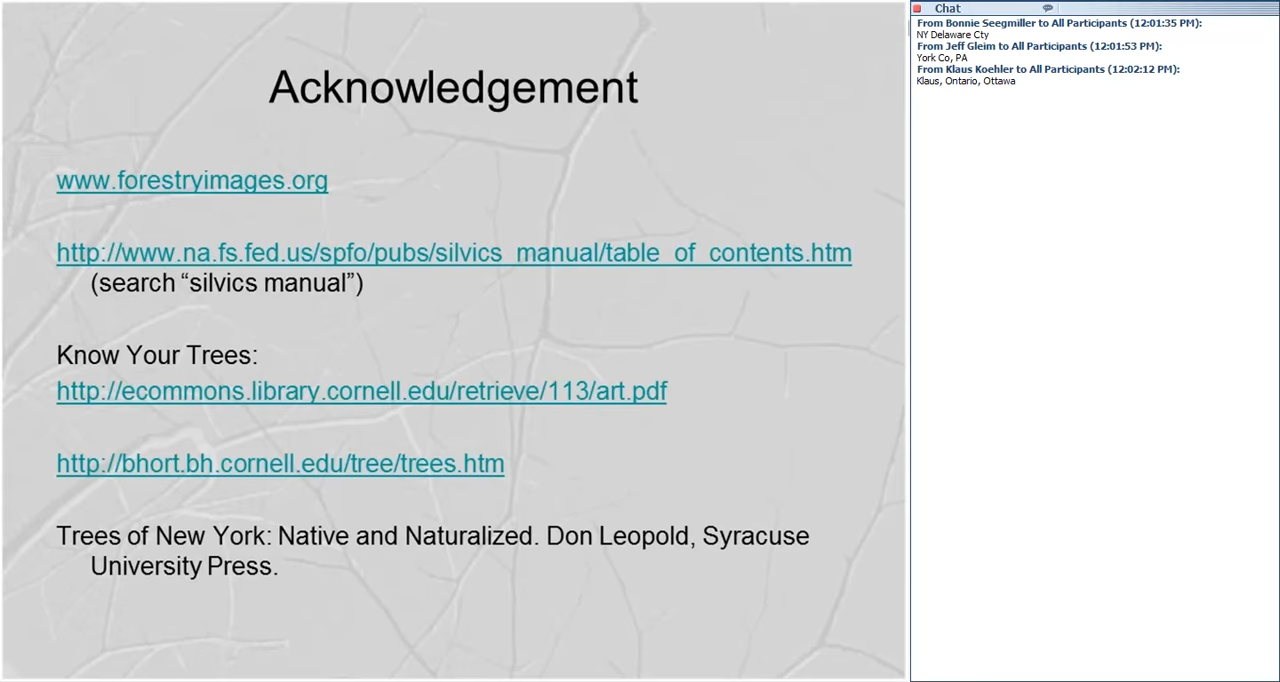 Acknowledgement
www.forestryimages.org
http://www.na.fs.fed.us/spfo/pubs/silvics_manual/table_of_contents.htm
(search “silvics manual”)
Know Your Trees:
http://ecommons.library.cornell.edu/retrieve/113/art.pdf
http://bhort.bh.cornell.edu/tree/trees.htm
Trees of New York: Native and Naturalized. Don Leopold, Syracuse
University Press.
Chat
From Bonnie Seegmiller to All Participants (12:01:35 PM):
NY Delaware Cty
From Jeff Gleim to All Participants (12:01:53 PM):
York Co, PA
From Klaus Koehler to All Participants (12:02:12 PM):
Klaus, Ontario, Ottawa